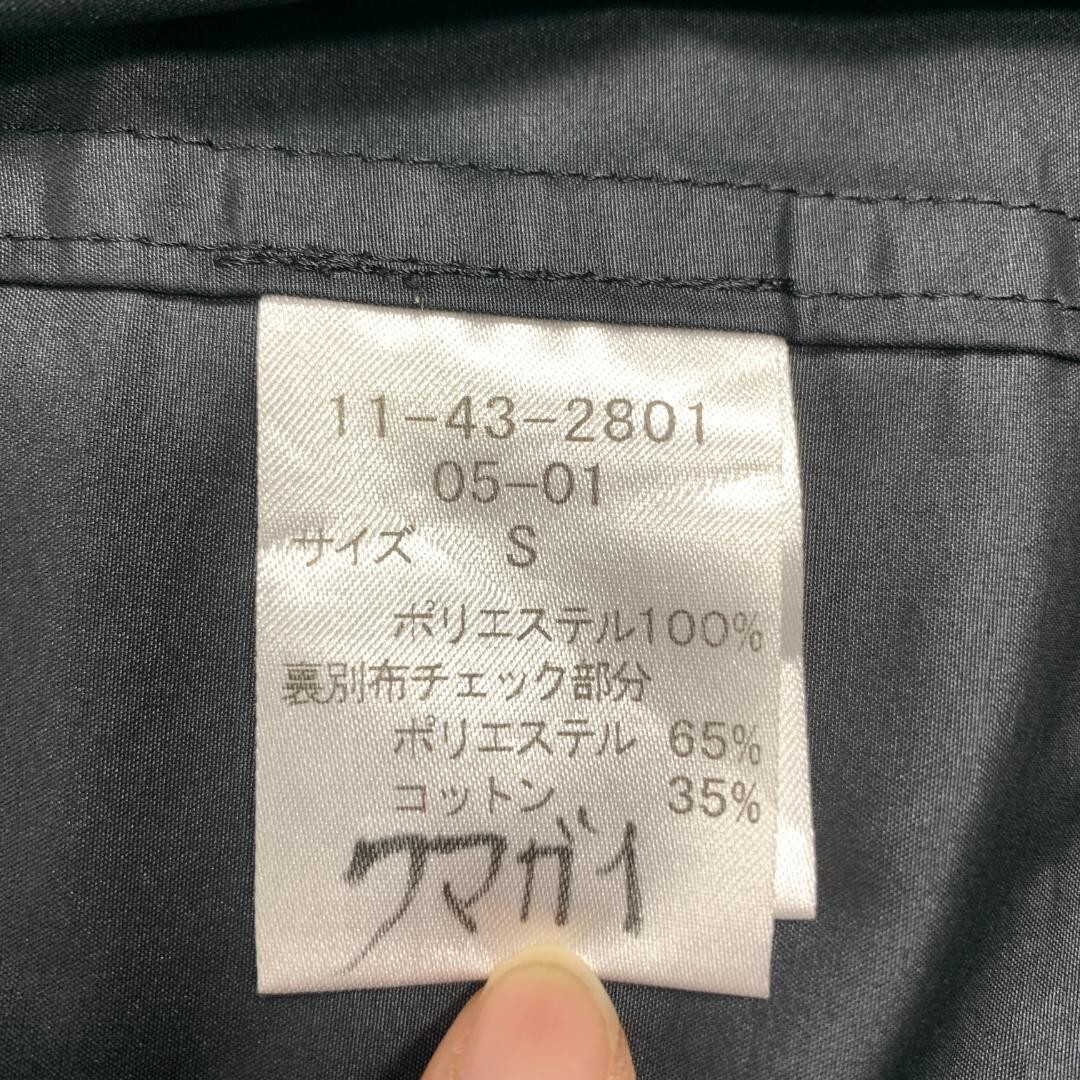 11-43-2801
05-01
サイズ S
ポリエステル100%
裏別布チェック部分
ポリエステル 65%
コットン 35%
クマガイ